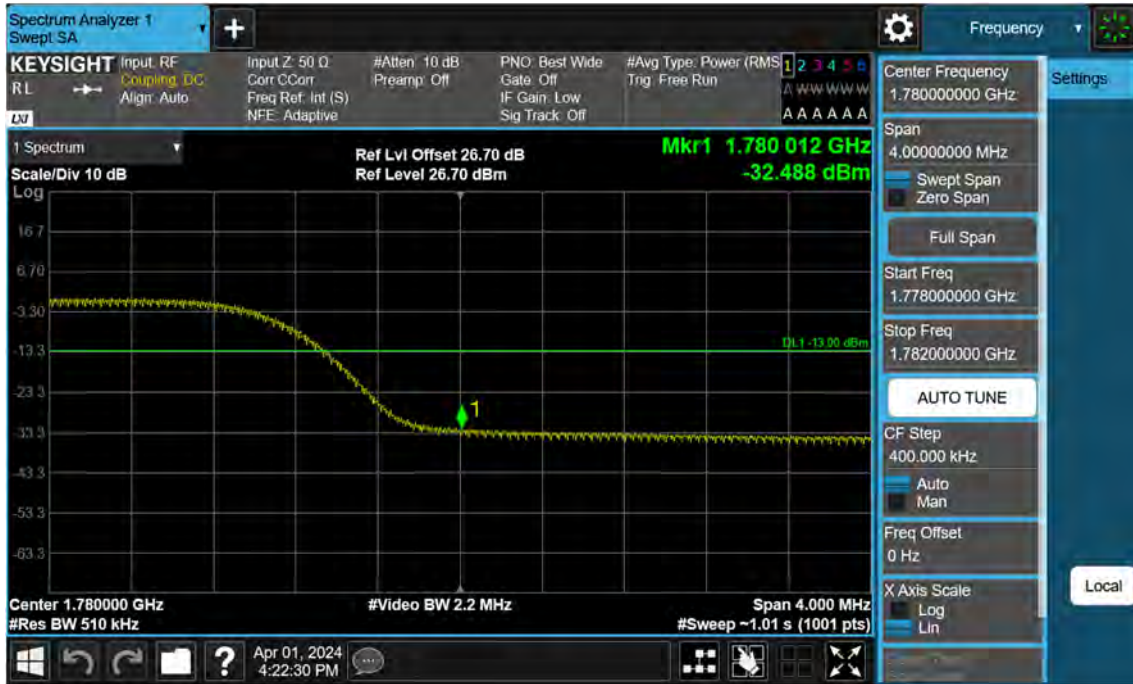 Spectrum Analyzer 1
Swept SA
+
Frequency
KEYSIGHT
RL
LXI
Input: RF
Coupling: DC
Align: Auto
Input Z: 50 Ω
Corr CCorr
Freq Ref: Int (S)
NFE: Adaptive
#Atten: 10 dB
Preamp: Off
PNO: Best Wide
Gate: Off
IF Gain: Low
Sig Track: Off
#Avg Type: Power (RMS
Trig: Free Run
1 2 3 4 5 6
A W W W W W
A A A A A A
Center Frequency
1.780000000 GHz
Settings
Span
4.00000000 MHz
Swept Span
Zero Span
Full Span
Start Freq
1.778000000 GHz
Stop Freq
1.782000000 GHz
AUTO TUNE
CF Step
400.000 kHz
Auto
Man
Freq Offset
0 Hz
X Axis Scale
Log
Lin
Local
1 Spectrum
Scale/Div 10 dB
Ref Lvl Offset 26.70 dB
Ref Level 26.70 dBm
Mkr1 1.780 012 GHz
-32.488 dBm
Log
16.7
6.70
-3.30
-13.3
-23.3
-33.3
-43.3
-53.3
-63.3
DL1 -13.00 dBm
1
Center 1.780000 GHz
#Video BW 2.2 MHz
Span 4.000 MHz
#Res BW 510 kHz
#Sweep ~1.01 s (1001 pts)
?
Apr 01, 2024
4:22:30 PM